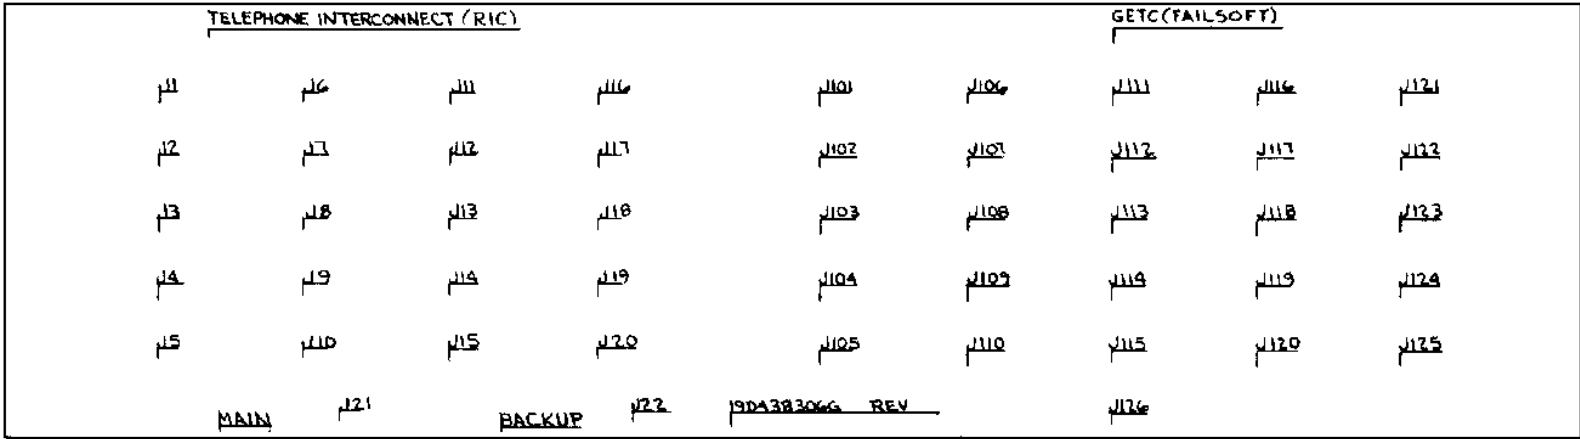 TELEPHONE INTERCONNECT (RIC) GETC (FAILSOFT)
J1 J6 J11 J16 J101 J106 J111 J116 J121
J2 J7 J12 J17 J102 J107 J112 J117 J122
J3 J8 J13 J18 J103 J108 J113 J118 J123
J4 J9 J14 J19 J104 J109 J114 J119 J124
J5 J10 J15 J20 J105 J110 J115 J120 J125
MAIN J21 BACKUP J22 19D438306G REV J126